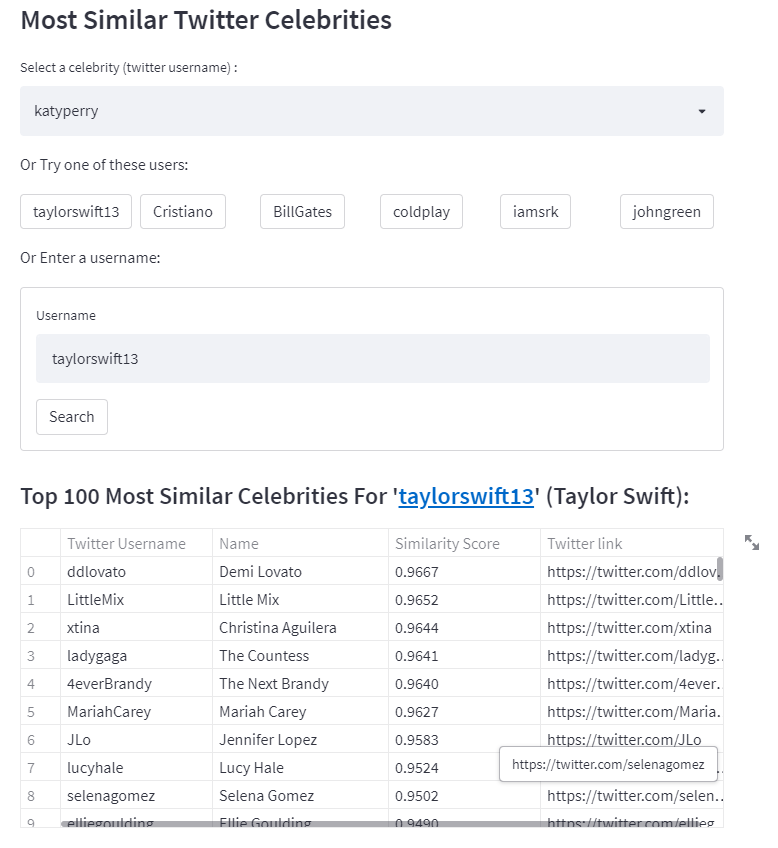 Most Similar Twitter Celebrities
Select a celebrity (twitter username) :
katyperry
Or Try one of these users:
taylorswift13 Cristiano BillGates coldplay iamsrk johngreen
Or Enter a username:
Username
taylorswift13
Search
Top 100 Most Similar Celebrities For 'taylorswift13' (Taylor Swift):
Twitter Username Name Similarity Score Twitter link
0 ddlovato Demi Lovato 0.9667 https://twitter.com/ddlov.
1 LittleMix Little Mix 0.9652 https://twitter.com/Little..
2 xtina Christina Aguilera 0.9644 https://twitter.com/xtina
3 ladygaga The Countess 0.9641 https://twitter.com/ladyg..
4 4everBrandy The Next Brandy 0.9640 https://twitter.com/4ever..
5 MariahCarey Mariah Carey 0.9627 https://twitter.com/Maria.
6 JLo Jennifer Lopez 0.9583 https://twitter.com/JLo
7 lucyhale Lucy Hale 0.9524 https://twitter.com/selenagomez
8 selenagomez Selena Gomez 0.9502 https://twitter.com/selen..
9 elliegoulding Ellie Goulding 0.9490 https://twitter.com/ellieg